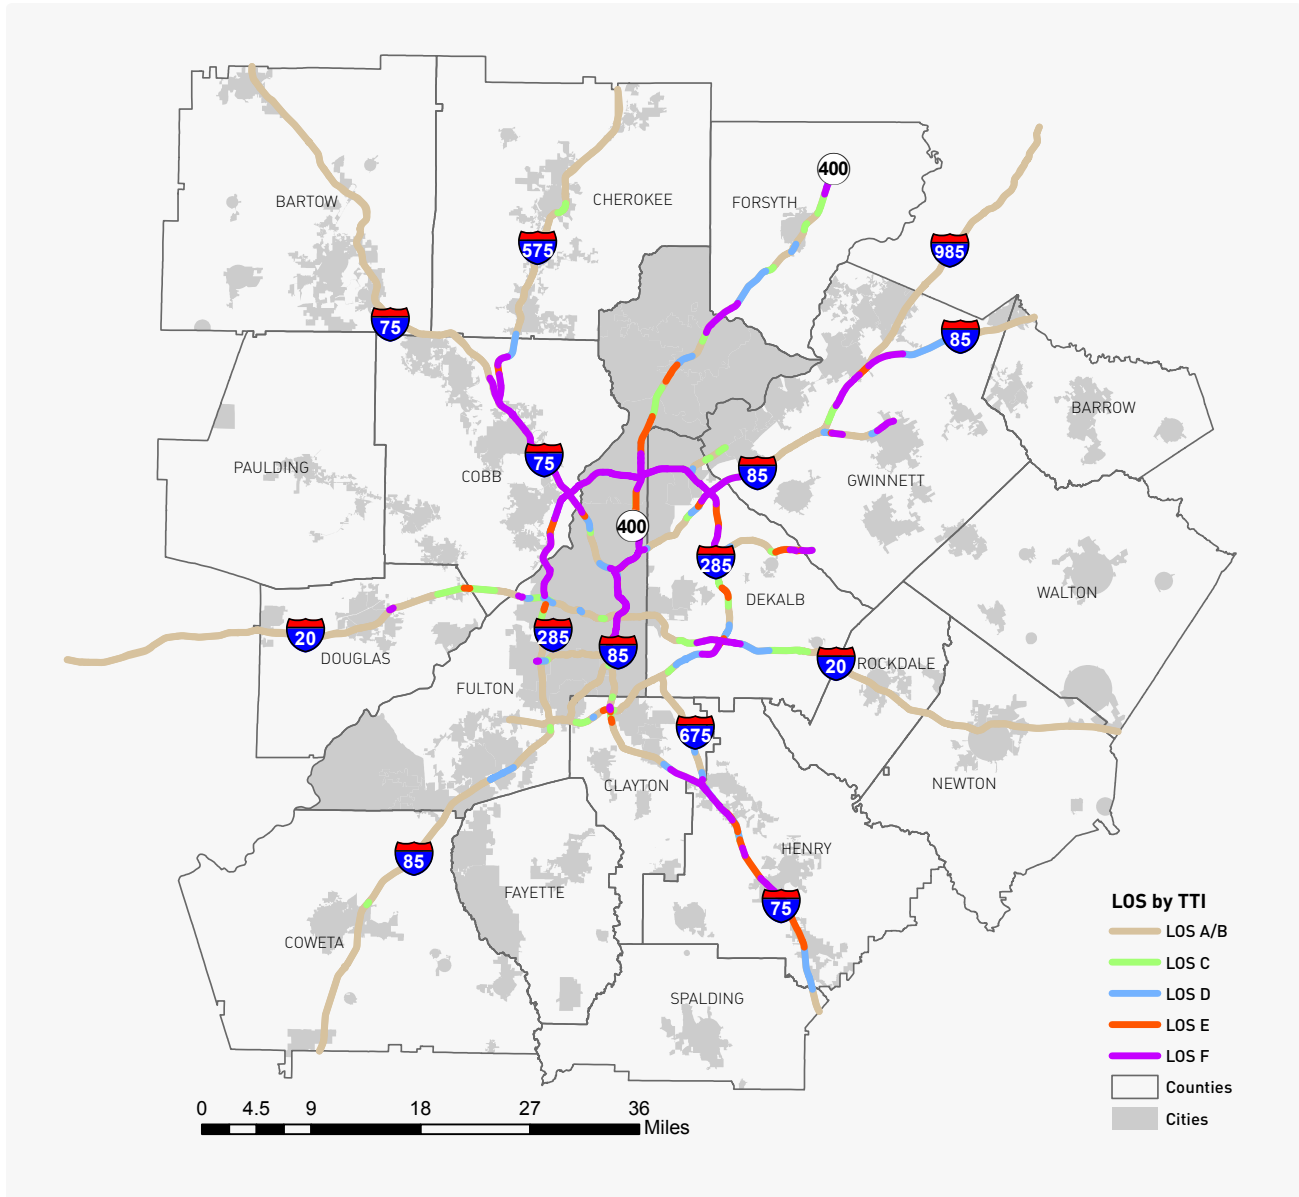 400
BARTOW
CHEROKEE
FORSYTH
575
985
75
85
BARROW
PAULDING
COBB
75
85
GWINNETT
400
285
DEKALB
WALTON
20
DOUGLAS
285
85
20
ROCKDALE
FULTON
675
CLAYTON
NEWTON
85
HENRY
FAYETTE
75
COWETA
SPALDING
LOS by TTI
LOS A/B
LOS C
LOS D
LOS E
LOS F
Counties
Cities
0 4.5 9 18 27 36
Miles